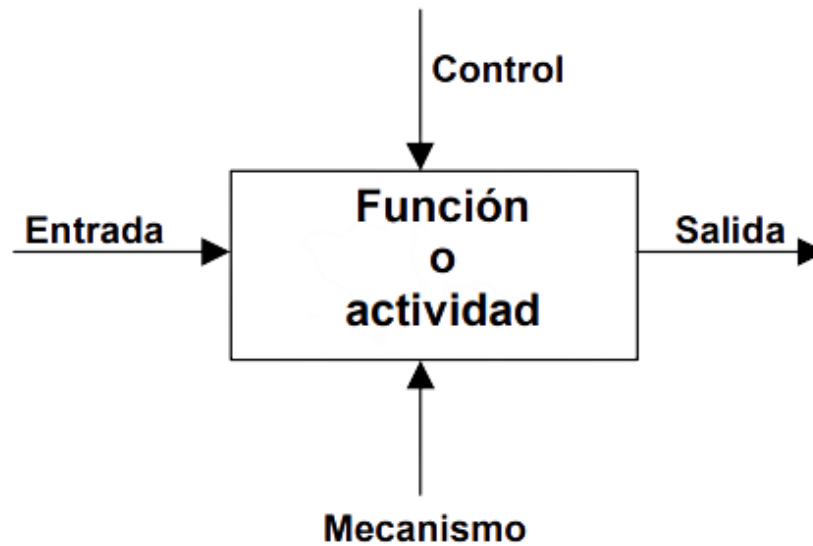 Control
Función
o
actividad
Entrada
Salida
Mecanismo